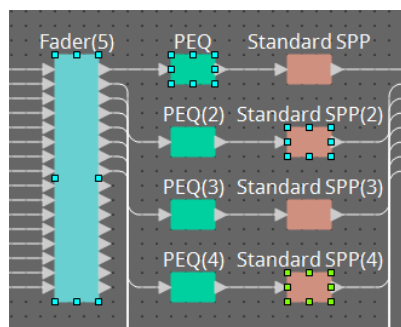 Fader(5) PEQ Standard SPP
PEQ(2) Standard SPP(2)
PEQ(3) Standard SPP(3)
PEQ(4) Standard SPP(4)